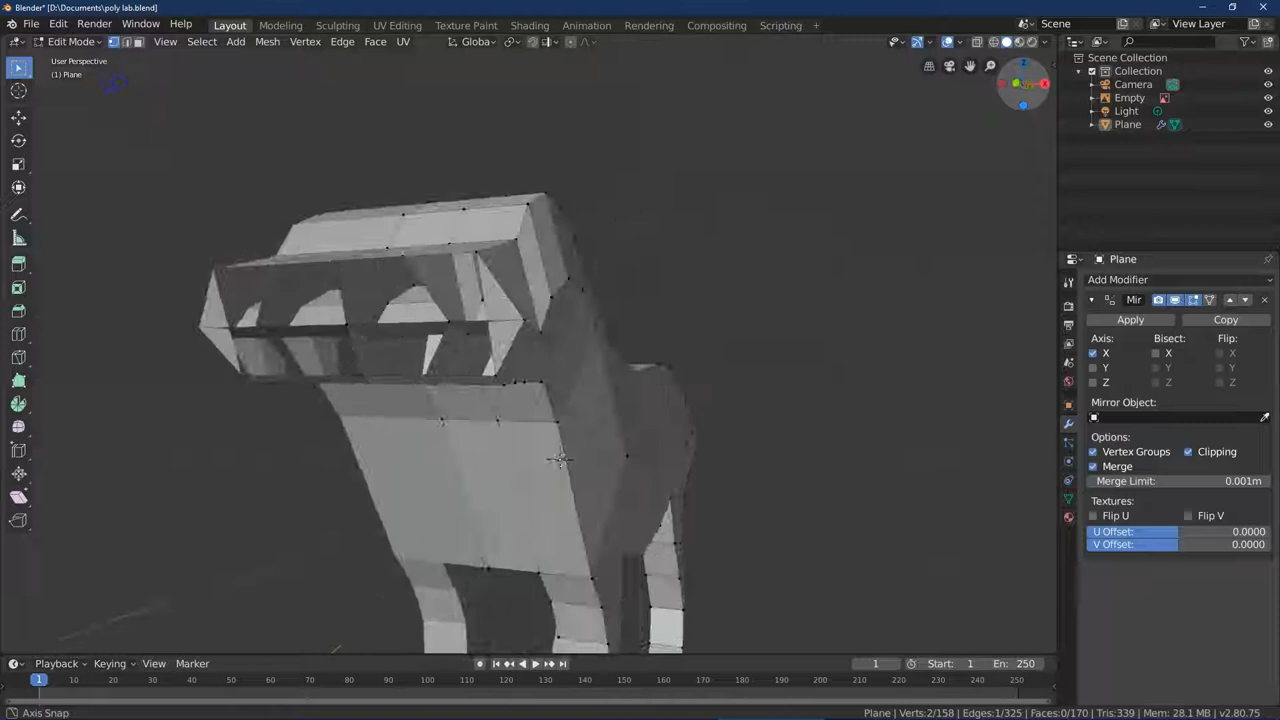 Blender* [D:\Documents\poly lab.blend]
File Edit Render Window Help Layout Modeling Sculpting UV Editing Texture Paint Shading Animation Rendering Compositing Scripting Scene View Layer
Edit Mode View Select Add Mesh Vertex Edge Face UV Globa
User Perspective
(1) Plane
Scene Collection
Collection
Camera
Empty
Light
Plane
Z
X
Plane
Add Modifier
Mir
Apply Copy
Axis: Bisect: Flip:
X X X
Y Y Y
Z Z Z
Mirror Object:
Options:
Vertex Groups Clipping
Merge
Merge Limit: 0.001m
Textures:
Flip U Flip V
U Offset: 0.0000
V Offset: 0.0000
Playback Keying View Marker 1 Start: 1 En: 250
1 10 20 30 40 50 60 70 80 90 100 110 120 130 140 150 160 170 180 190 200 210 220 230 240 250
Axis Snap Plane | Verts:2/158 | Edges:1/325 | Faces:0/170 | Tris:339 | Mem: 28.1 MB | v2.80.75